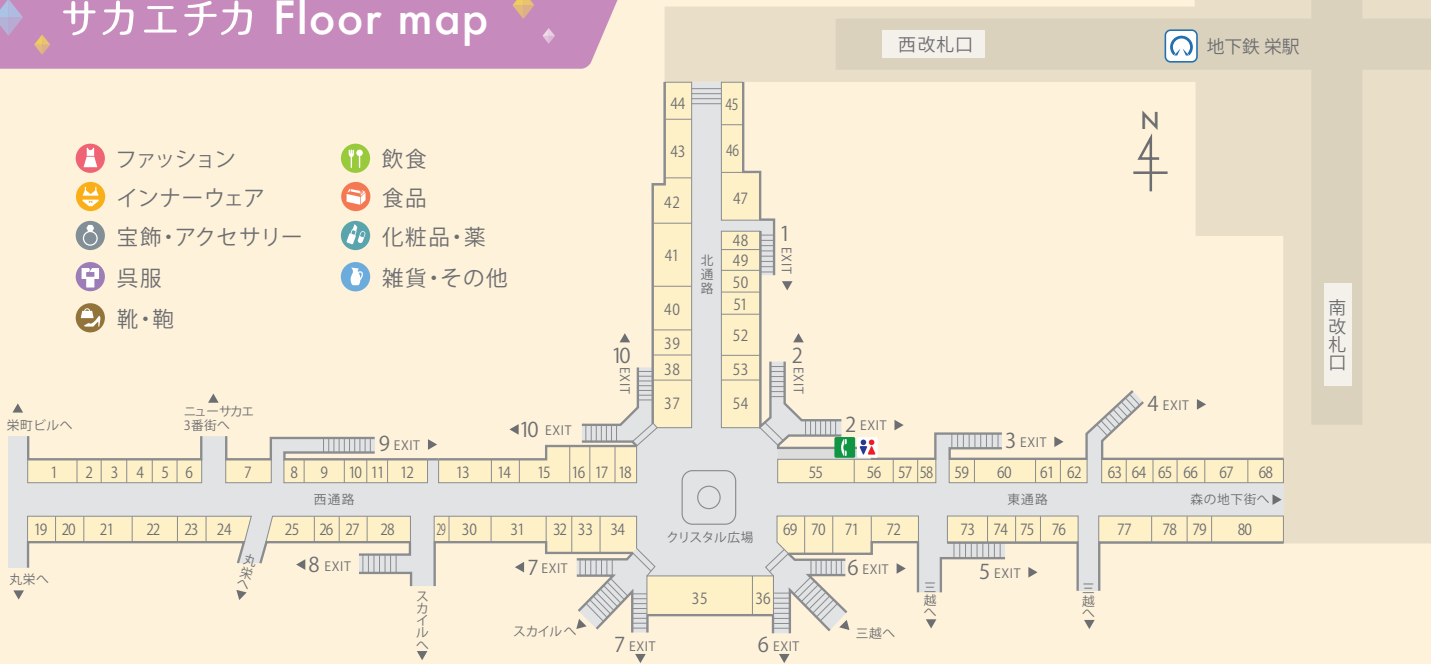 サカエチカ Floor map
西改札口
地下鉄 栄駅
N
ファッション
飲食
インナーウェア
食品
宝飾・アクセサリー
化粧品・薬
呉服
雑貨・その他
靴・鞄
南改札口
44
45
43
46
42
47
1 EXIT
41
北通路
48
49
50
51
40
52
39
38
53
37
54
10 EXIT
2 EXIT
栄町ビルへ
ニューサカエ
3番街へ
9 EXIT
10 EXIT
2 EXIT
3 EXIT
4 EXIT
1 2 3 4 5 6 7 8 9 10 11 12 13 14 15 16 17 18
55 56 57 58 59 60 61 62 63 64 65 66 67 68
西通路
東通路
森の地下街へ
クリスタル広場
19 20 21 22 23 24 25 26 27 28 29 30 31 32 33 34
69 70 71 72 73 74 75 76 77 78 79 80
丸栄へ
丸栄へ
8 EXIT
スカイルへ
7 EXIT
6 EXIT
5 EXIT
三越へ
三越へ
35
36
スカイルへ
三越へ
7 EXIT
6 EXIT